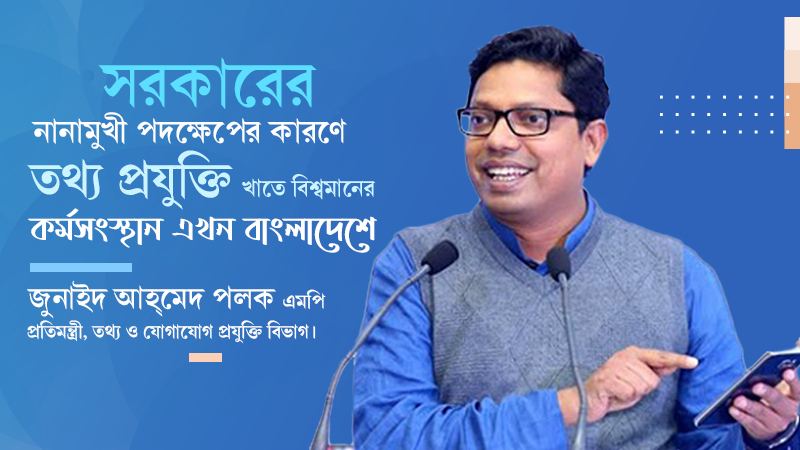 সরকারের
নানামুখী পদক্ষেপের কারণে
তথ্য প্রযুক্তি খাতে বিশ্বমানের
কর্মসংস্থান এখন বাংলাদেশে
জুনাইদ আহ্‌মেদ পলক এমপি
প্রতিমন্ত্রী, তথ্য ও যোগাযোগ প্রযুক্তি বিভাগ।